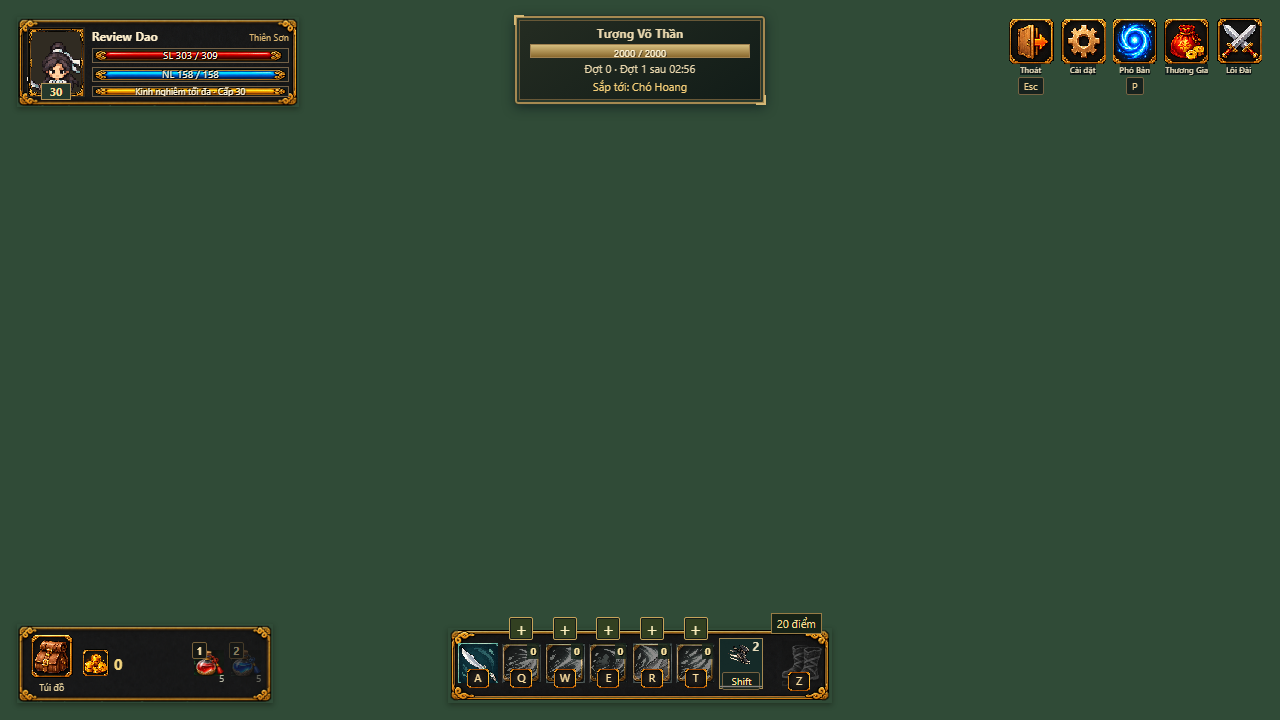 Review Dao
Thiên Sơn
SL 303 / 309
NL 158 / 158
Kinh nghiệm tối đa · Cấp 30
30
Tượng Võ Thần
2000 / 2000
Đợt 0 · Đợt 1 sau 02:56
Sắp tới: Chó Hoang
Thoát
Cài đặt
Phó Bản
Thương Gia
Lôi Đài
Esc
P
Túi đồ
0
1
5
2
5
+
+
+
+
+
20 điểm
A
0
Q
0
W
0
E
0
R
0
T
2
Shift
Z